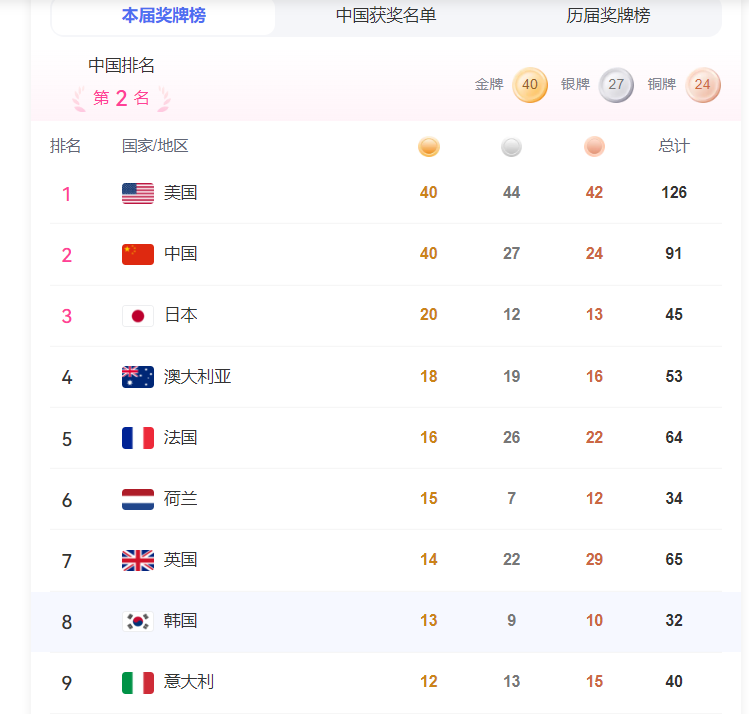 本届奖牌榜 中国获奖名单 历届奖牌榜
中国排名
第 2 名
金牌 40 银牌 27 铜牌 24
排名 国家/地区 总计
1 美国 40 44 42 126
2 中国 40 27 24 91
3 日本 20 12 13 45
4 澳大利亚 18 19 16 53
5 法国 16 26 22 64
6 荷兰 15 7 12 34
7 英国 14 22 29 65
8 韩国 13 9 10 32
9 意大利 12 13 15 40